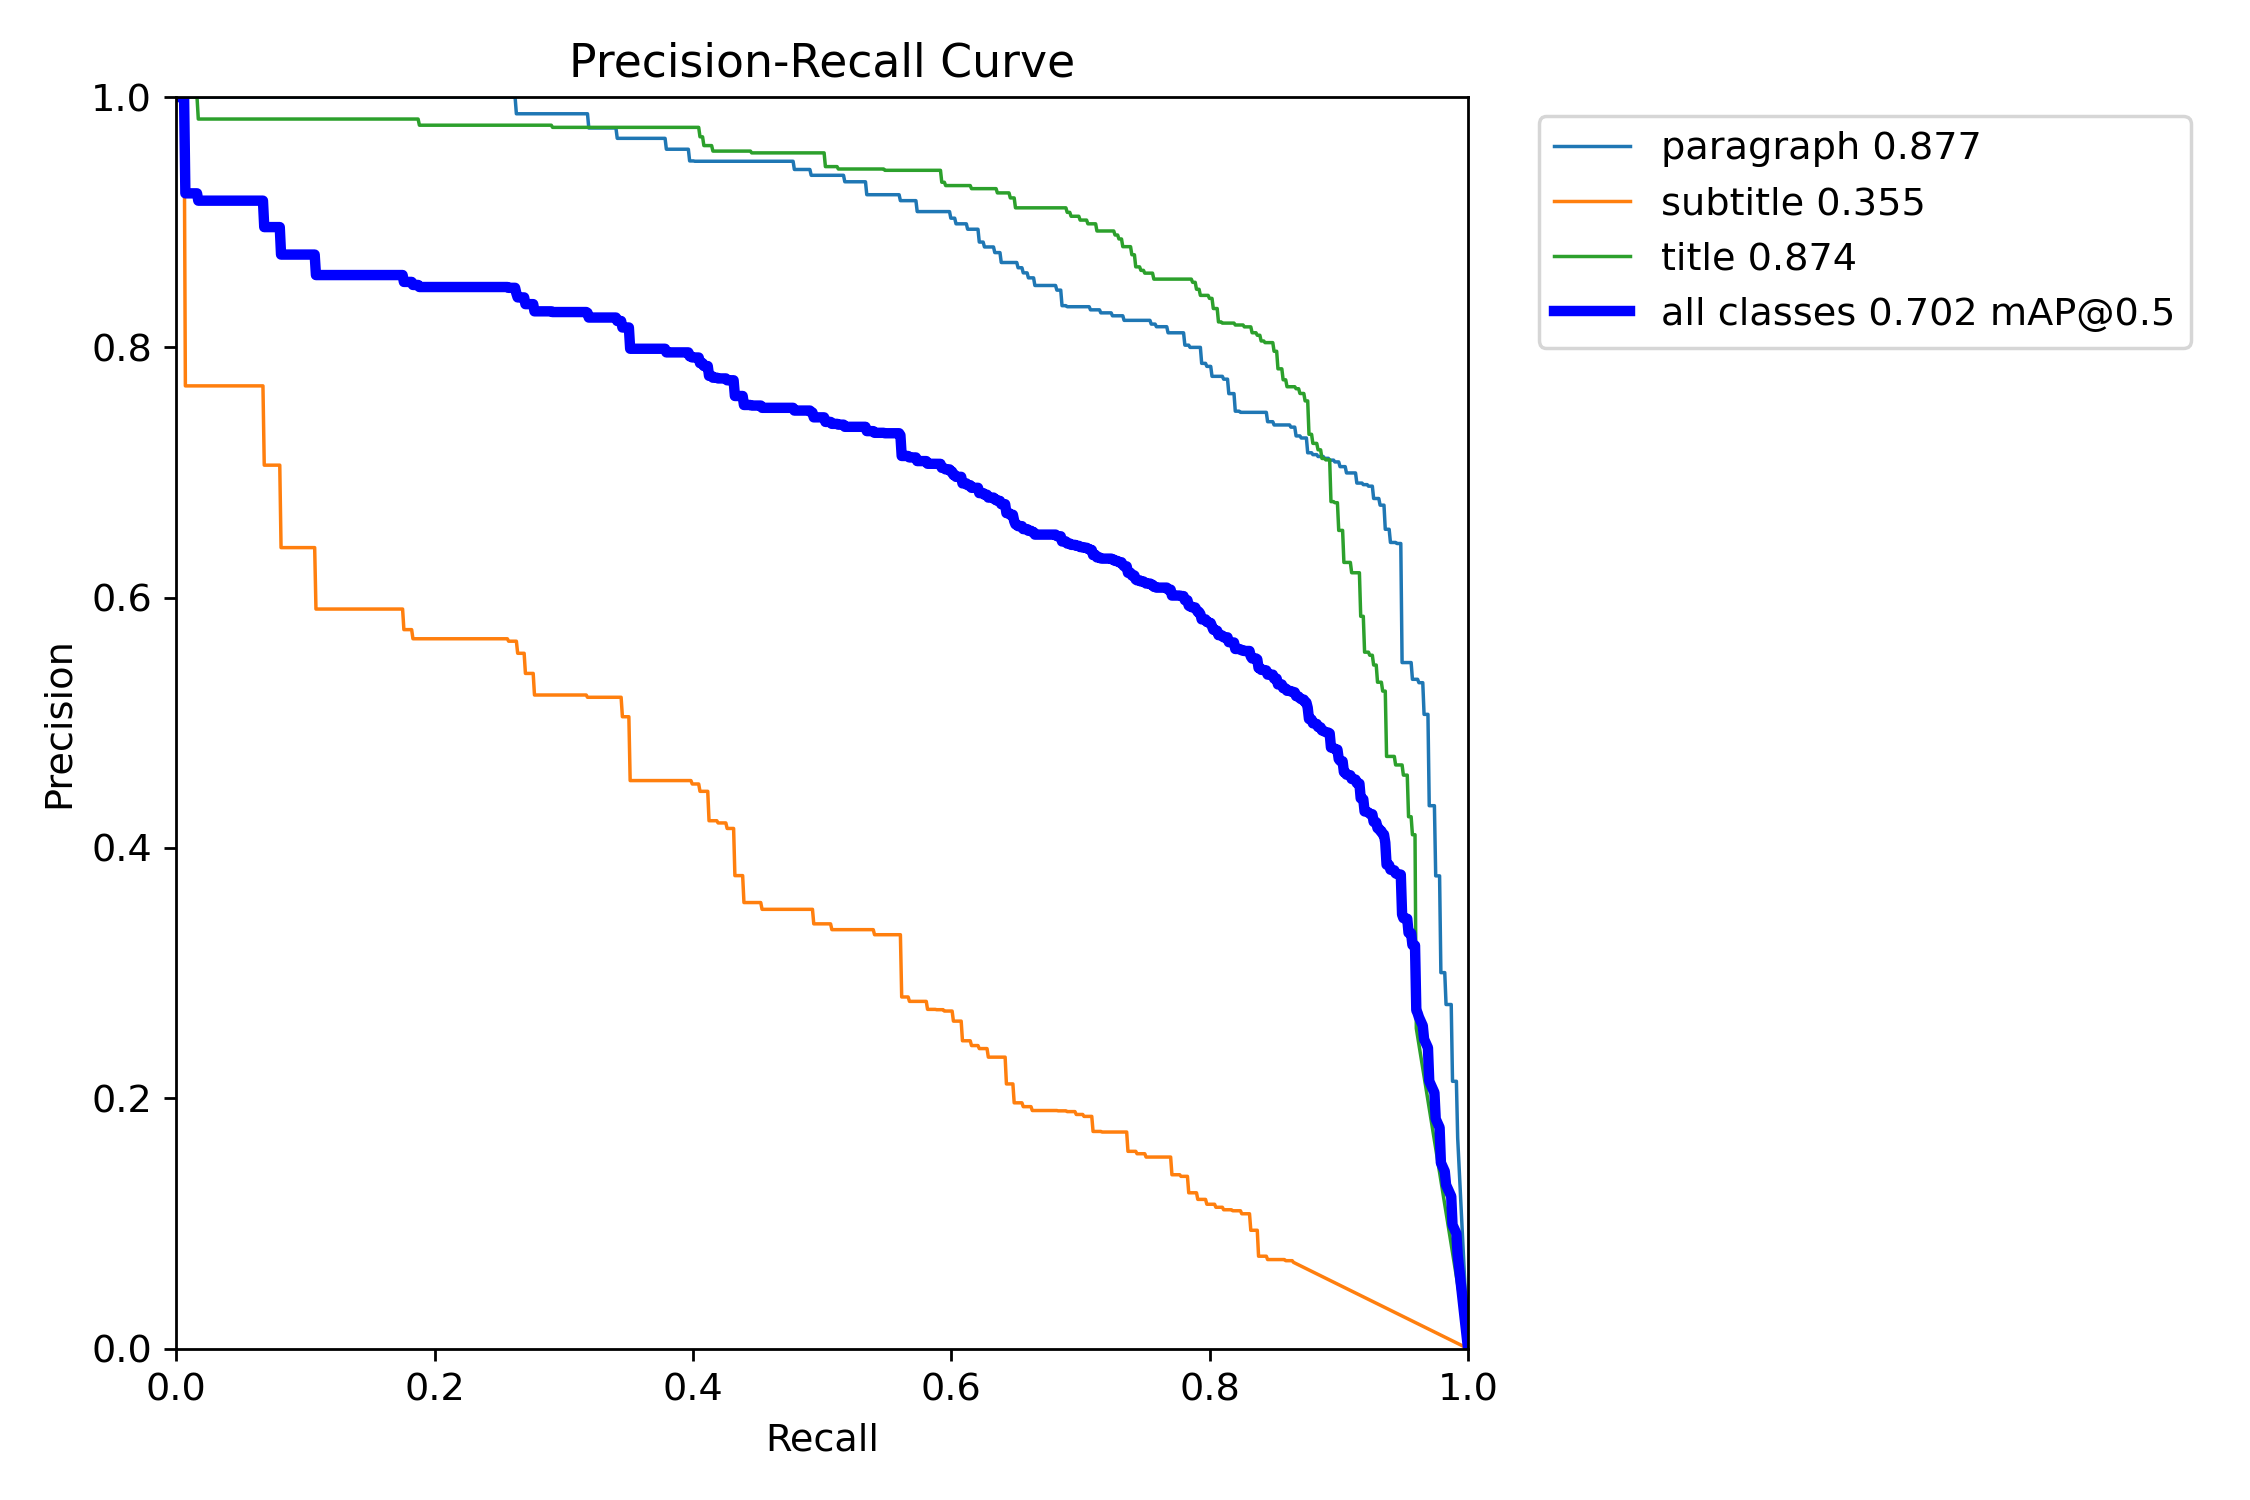 Precision-Recall Curve
1.0
0.8
0.6
0.4
0.2
0.0
Precision
0.0 0.2 0.4 0.6 0.8 1.0
Recall
paragraph 0.877
subtitle 0.355
title 0.874
all classes 0.702 mAP@0.5